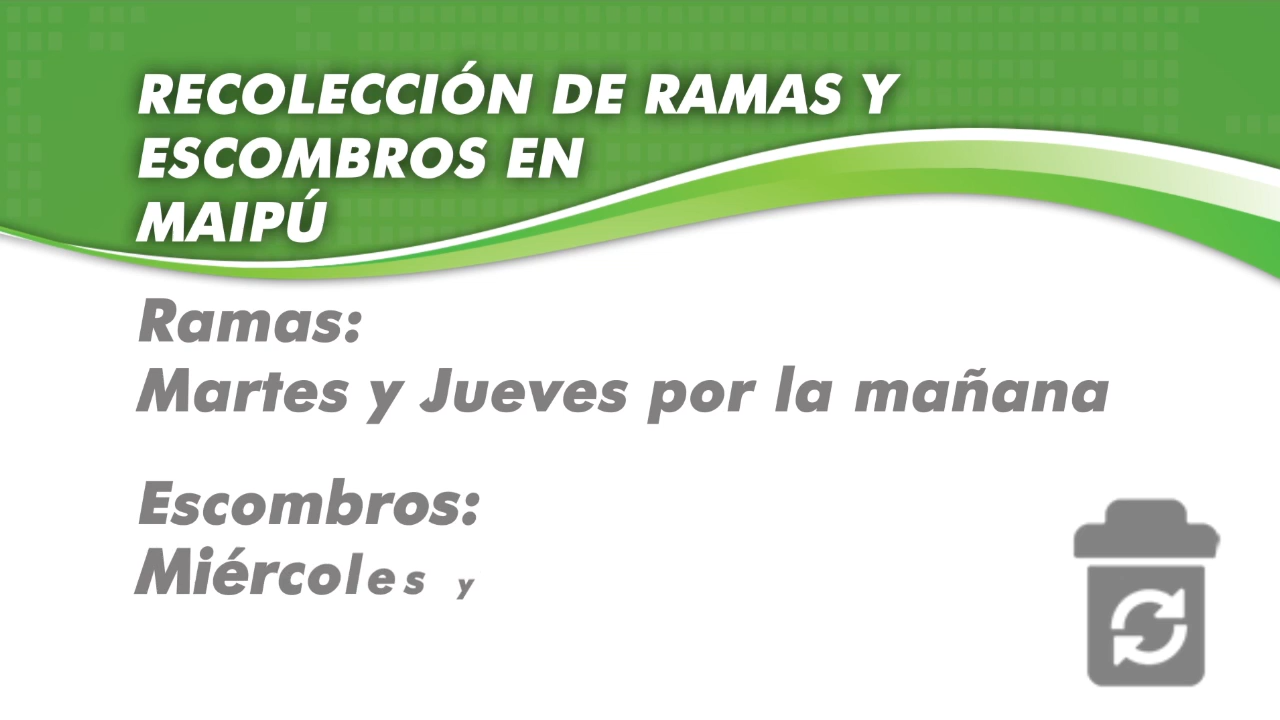 RECOLECCIÓN DE RAMAS Y
ESCOMBROS EN
MAIPÚ
Ramas:
Martes y Jueves por la mañana
Escombros:
Miércoles y